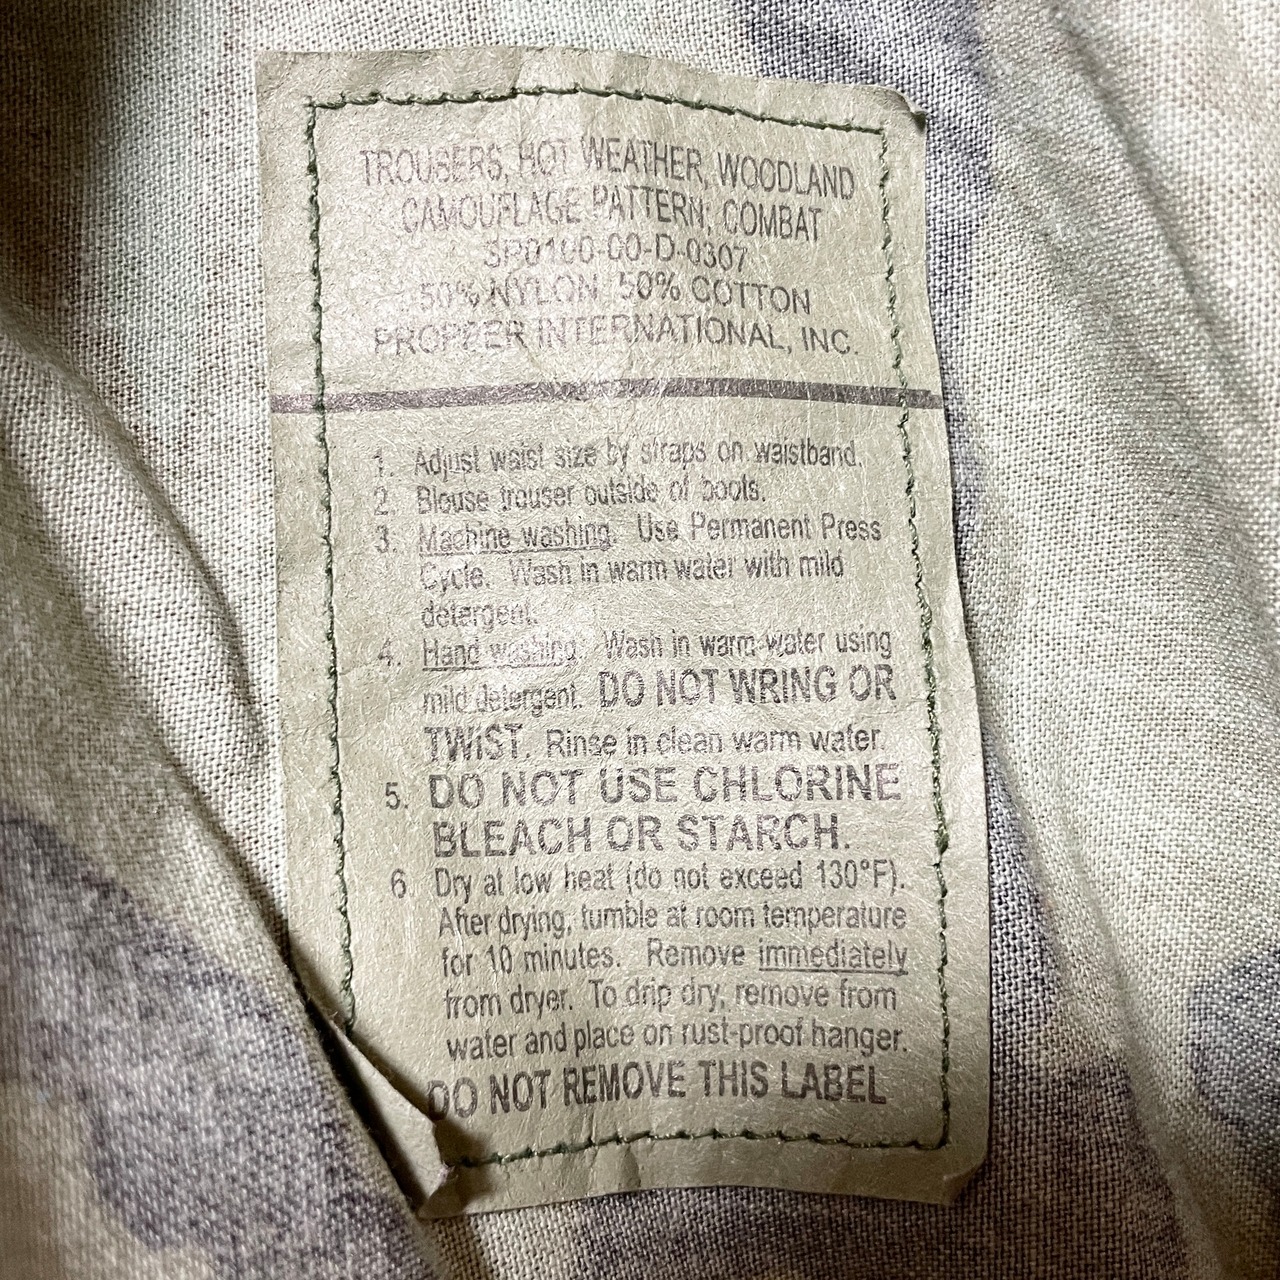 TROUSERS, HOT WEATHER, WOODLAND
CAMOUFLAGE PATTERN; COMBAT
SP0100-00-D-0307
50% NYLON 50% COTTON
PROPPER INTERNATIONAL, INC.
1. Adjust waist size by straps on waistband.
2. Blouse trouser outside of boots.
3. Machine washing. Use Permanent Press
Cycle. Wash in warm water with mild
detergent.
4. Hand washing. Wash in warm water using
mild detergent. DO NOT WRING OR
TWIST. Rinse in clean warm water.
5. DO NOT USE CHLORINE
BLEACH OR STARCH.
6. Dry at low heat (do not exceed 130°F).
After drying, tumble at room temperature
for 10 minutes. Remove immediately
from dryer. To drip dry, remove from
water and place on rust-proof hanger.
DO NOT REMOVE THIS LABEL